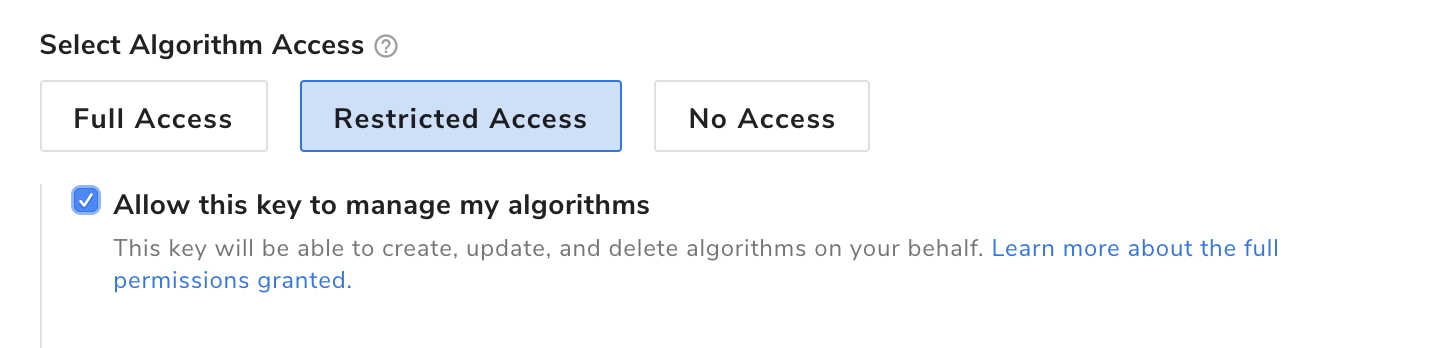 Select Algorithm Access ?
Full Access Restricted Access No Access
Allow this key to manage my algorithms
This key will be able to create, update, and delete algorithms on your behalf. Learn more about the full
permissions granted.